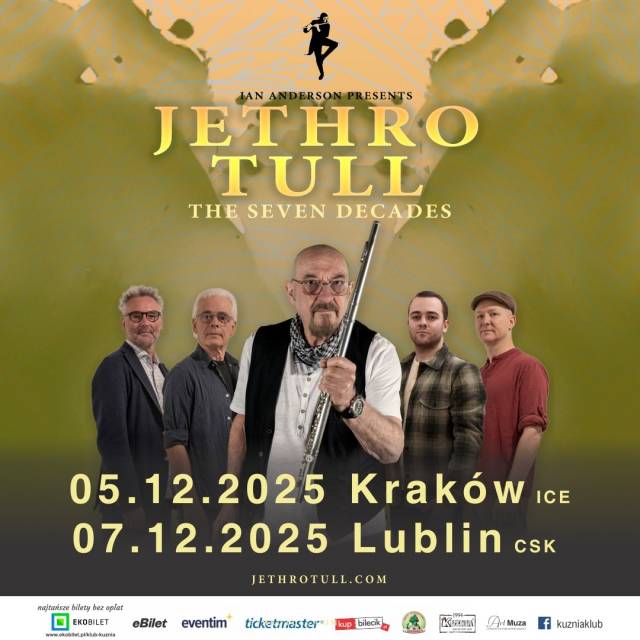 IAN ANDERSON PRESENTS
JETHRO
TULL
THE SEVEN DECADES
05.12.2025 Kraków ICE
07.12.2025 Lublin CSK
JETHROTULL.COM
najtańsze bilety bez opłat
EKOBILET
www.ekobilet.pl/klub-kuznia
eBilet
eventim
ticketmaster
kup bilecik
1994
Art Muza
kuzniaklub